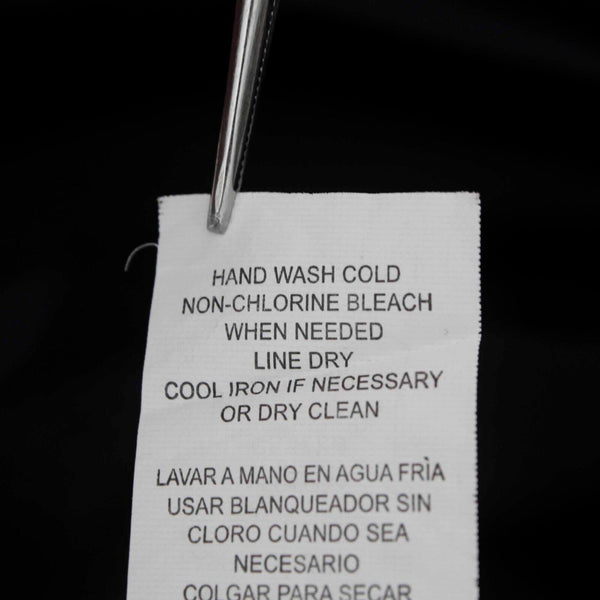 HAND WASH COLD
NON-CHLORINE BLEACH
WHEN NEEDED
LINE DRY
COOL IRON IF NECESSARY
OR DRY CLEAN
LAVAR A MANO EN AGUA FRÌA
USAR BLANQUEADOR SIN
CLORO CUANDO SEA
NECESARIO
COLGAR PARA SECAR